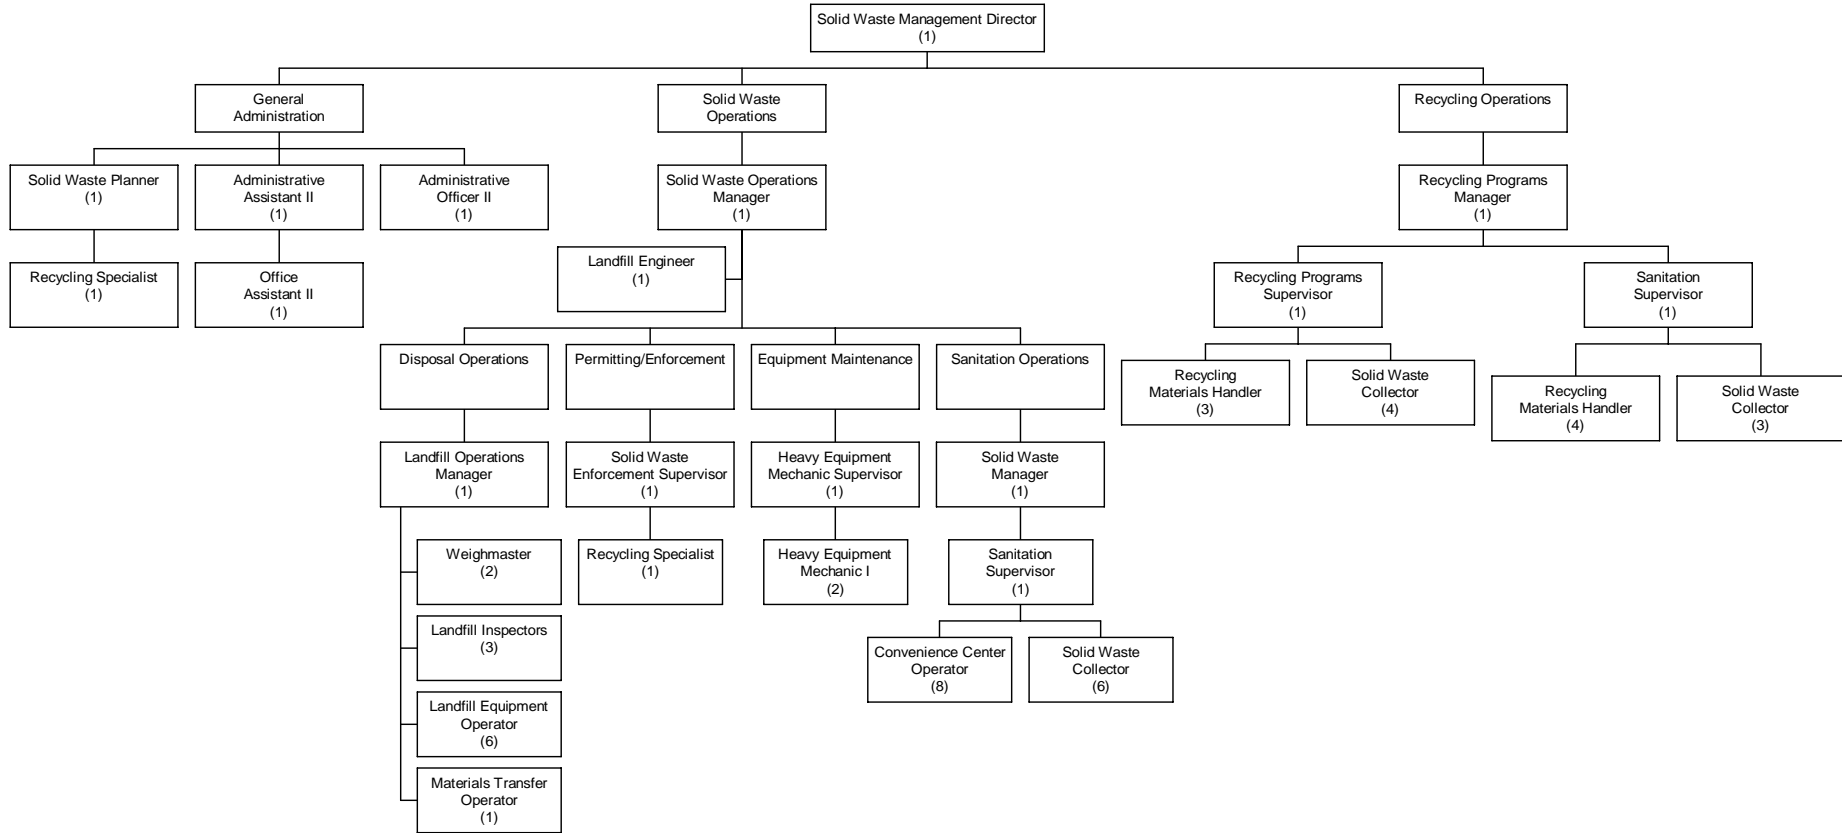 Solid Waste Management Director
(1)
General
Administration
Solid Waste
Operations
Recycling Operations
Solid Waste Planner
(1)
Administrative
Assistant II
(1)
Administrative
Officer II
(1)
Solid Waste Operations
Manager
(1)
Recycling Programs
Manager
(1)
Recycling Specialist
(1)
Office
Assistant II
(1)
Landfill Engineer
(1)
Recycling Programs
Supervisor
(1)
Sanitation
Supervisor
(1)
Disposal Operations
Permitting/Enforcement
Equipment Maintenance
Sanitation Operations
Recycling
Materials Handler
(3)
Solid Waste
Collector
(4)
Recycling
Materials Handler
(4)
Solid Waste
Collector
(3)
Landfill Operations
Manager
(1)
Solid Waste
Enforcement Supervisor
(1)
Heavy Equipment
Mechanic Supervisor
(1)
Solid Waste
Manager
(1)
Weighmaster
(2)
Recycling Specialist
(1)
Heavy Equipment
Mechanic I
(2)
Sanitation
Supervisor
(1)
Landfill Inspectors
(3)
Convenience Center
Operator
(8)
Solid Waste
Collector
(6)
Landfill Equipment
Operator
(6)
Materials Transfer
Operator
(1)